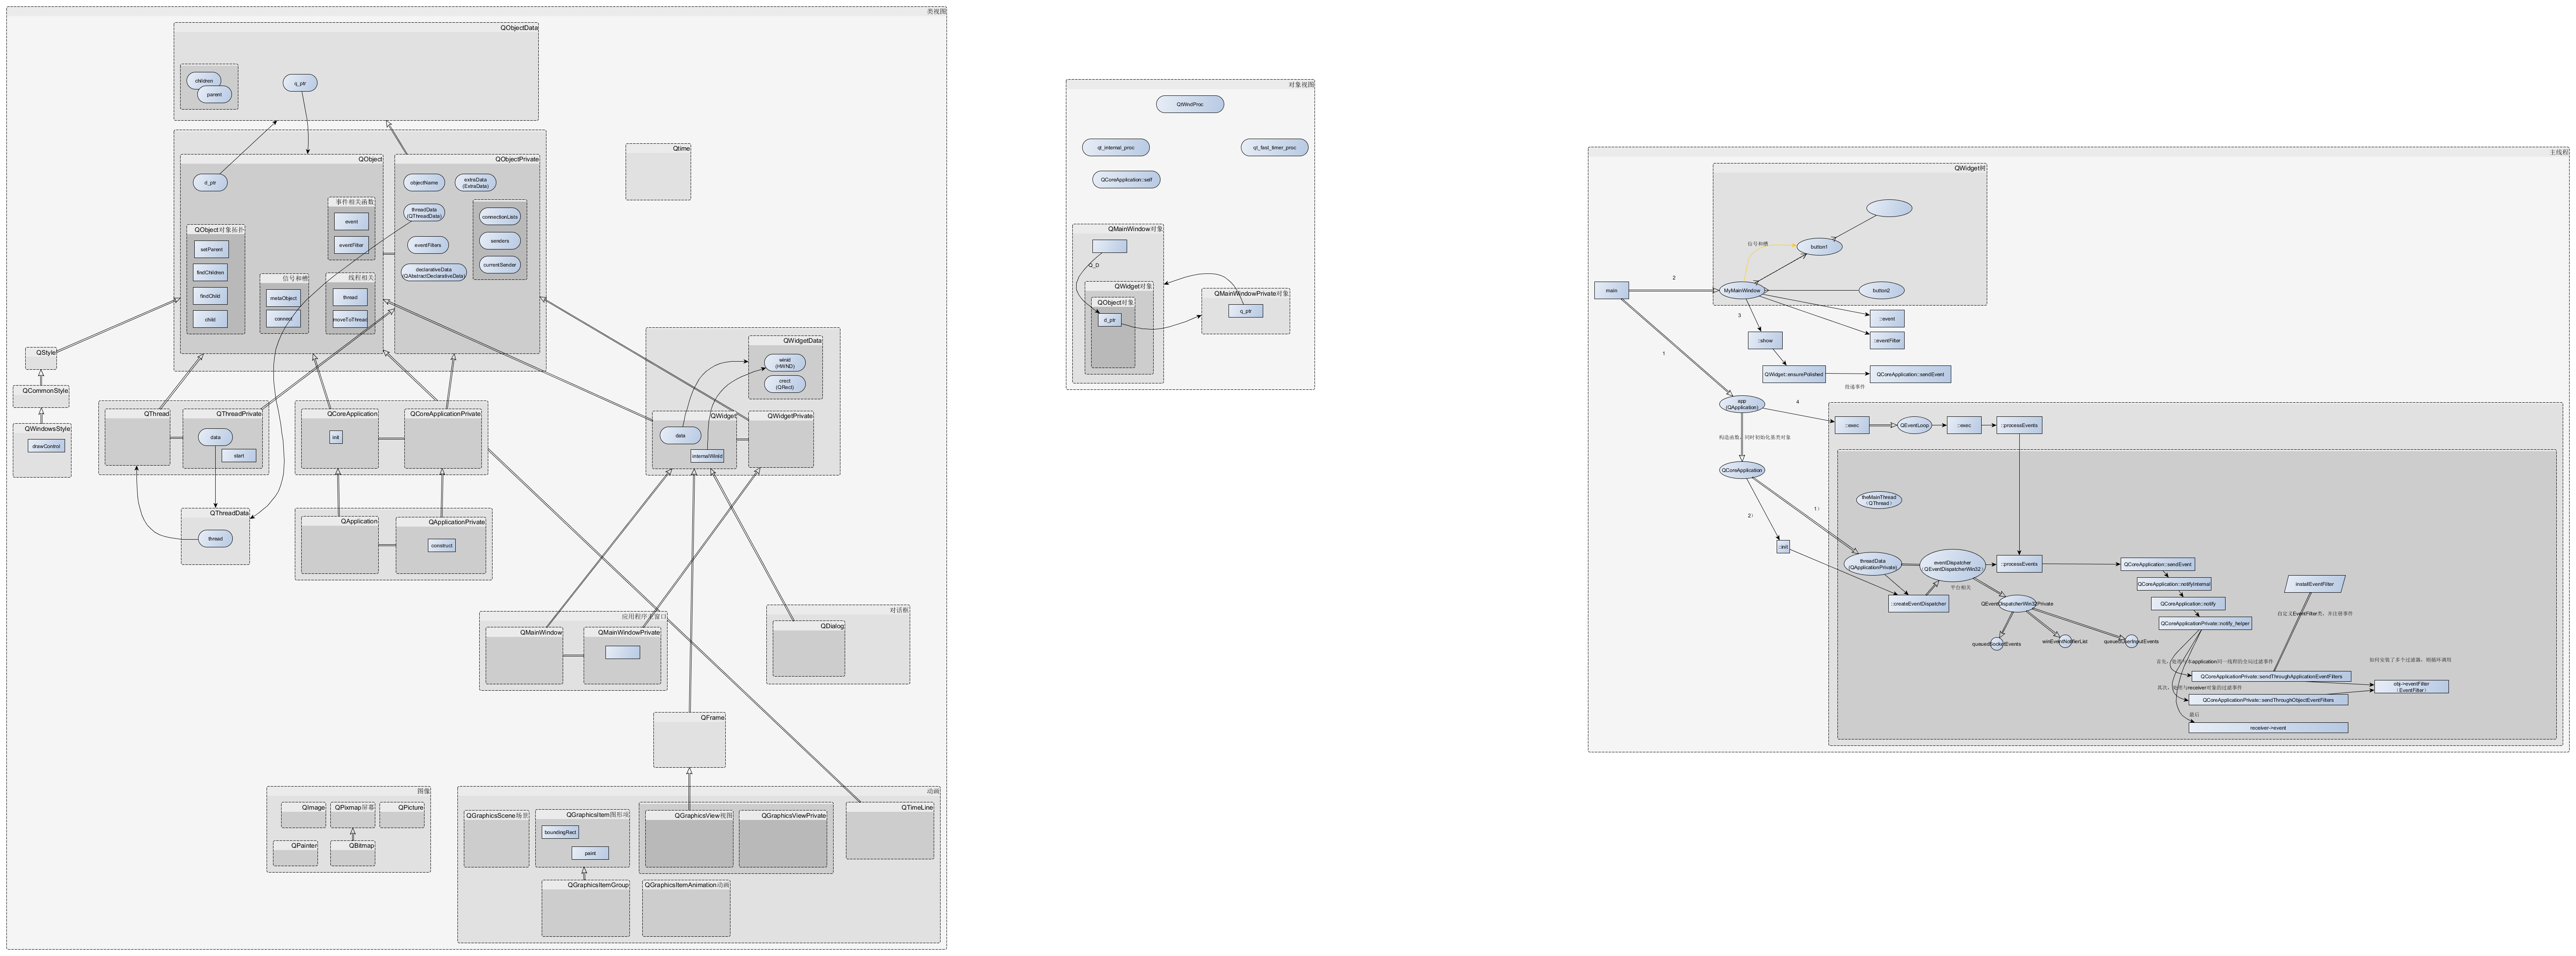 类视图
QObjectData
children
parent
q_ptr
QObject
d_ptr
事件相关函数
event
eventFilter
QObject对象拓扑
setParent
findChildren
findChild
child
信号和槽
metaObject
connect
线程相关
thread
moveToThread
QObjectPrivate
objectName
extraData
(ExtraData)
threadData
(QThreadData)
eventFilters
declarativeData
(QAbstractDeclarativeData)
connectionLists
senders
currentSender
Qtime
QStyle
QCommonStyle
QWindowsStyle
drawControl
QThread
QThreadPrivate
data
start
QThreadData
thread
QCoreApplication
init
QCoreApplicationPrivate
QApplication
QApplicationPrivate
construct
QWidgetData
winid
(HWND)
crect
(QRect)
QWidget
data
internalWinId
QWidgetPrivate
应用程序主窗口
QMainWindow
QMainWindowPrivate
对话框
QDialog
QFrame
图像
QImage
QPixmap屏幕
QPicture
QPainter
QBitmap
动画
QGraphicsScene场景
QGraphicsItem图形项
boundingRect
paint
QGraphicsView视图
QGraphicsViewPrivate
QTimeLine
QGraphicsItemGroup
QGraphicsItemAnimation动画
对象视图
QtWndProc
qt_internal_proc
qt_fast_timer_proc
QCoreApplication::self
QMainWindow对象
Q_D
QWidget对象
QObject对象
d_ptr
QMainWindowPrivate对象
q_ptr
主线程
QWidget树
信号和槽
button1
button2
main
2
MyMainWindow
::event
::eventFilter
3
::show
1
QWidget::ensurePolished
QCoreApplication::sendEvent
投递事件
app
(QApplication)
4
::exec
QEventLoop
::exec
::processEvents
构造函数，同时初始化基类对象
QCoreApplication
theMainThread
（QThread）
1）
2）
::init
threadData
(QApplicationPrivate)
eventDispatcher
（QEventDispatcherWin32）
::processEvents
平台相关
::createEventDispatcher
QEventDispatcherWin32Private
queuedSocketEvents
winEventNotifierList
queuedUserInputEvents
QCoreApplication::sendEvent
QCoreApplication::notifyInternal
QCoreApplication::notify
QCoreApplicationPrivate::notify_helper
installEventFilter
自定义EventFilter类，并注册事件
application同一线程的全局过滤事件
QCoreApplicationPrivate::sendThroughApplicationEventFilters
receiver对象的过滤事件
QCoreApplicationPrivate::sendThroughObjectEventFilters
如何安装了多个过滤器，则循环调用
obj->eventFilter
（EventFilter）
最后
receiver->event